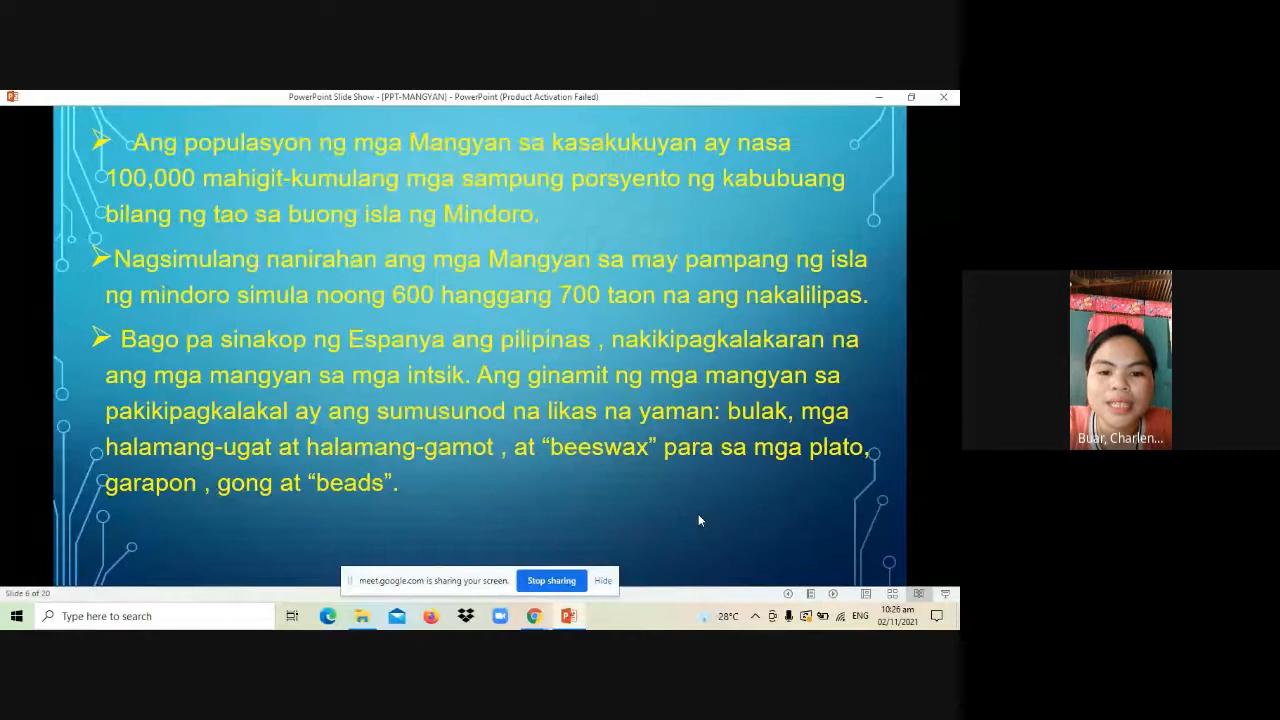 PowerPoint Slide Show - [PPT-MANGYAN] - PowerPoint (Product Activation Failed)
Ang populasyon ng mga Mangyan sa kasakukuyan ay nasa
100,000 mahigit-kumulang mga sampung porsyento ng kabubuang
bilang ng tao sa buong isla ng Mindoro.
Nagsimulang nanirahan ang mga Mangyan sa may pampang ng isla
ng mindoro simula noong 600 hanggang 700 taon na ang nakalilipas.
Bago pa sinakop ng Espanya ang pilipinas , nakikipagkalakaran na
ang mga mangyan sa mga intsik. Ang ginamit ng mga mangyan sa
pakikipagkalakal ay ang sumusunod na likas na yaman: bulak, mga
halamang-ugat at halamang-gamot , at “beeswax” para sa mga plato,
garapon , gong at “beads”.
Buar, Charlen...
meet.google.com is sharing your screen.
Stop sharing
Hide
Slide 6 of 20
Type here to search
28°C
ENG
10:26 am
02/11/2021